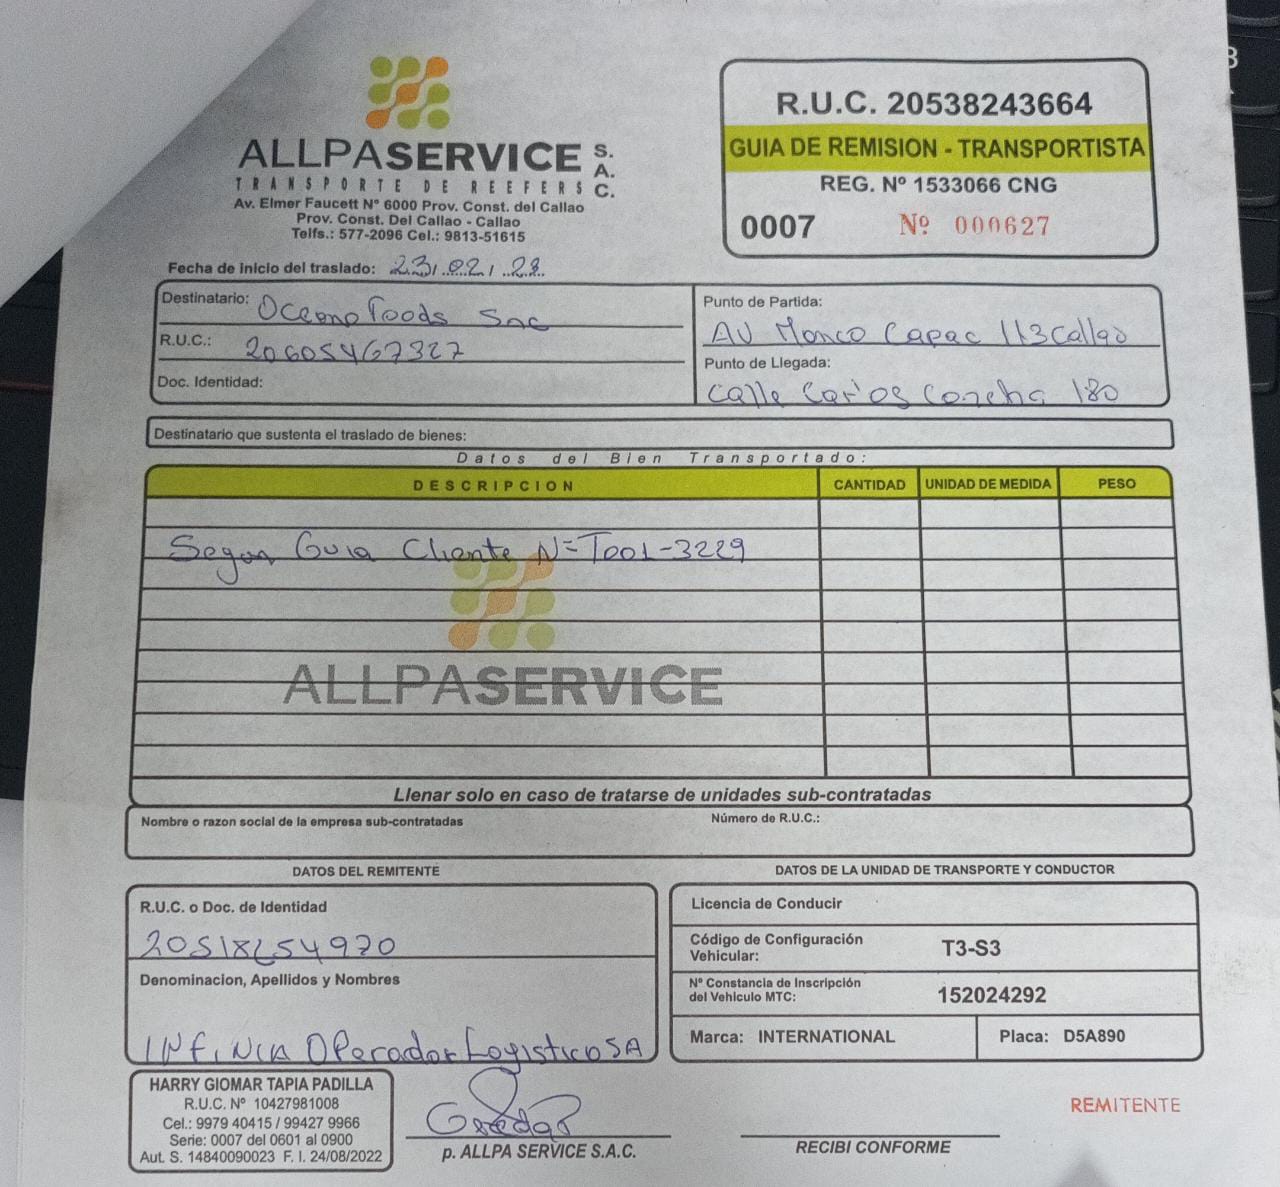 ALLPASERVICE S.A.C.
TRANSPORTE DE REEFERS
Av. Elmer Faucett N° 6000 Prov. Const. del Callao
Prov. Const. Del Callao - Callao
Telfs.: 577-2096 Cel.: 9813-51615
R.U.C. 20538243664
GUIA DE REMISION - TRANSPORTISTA
REG. Nº 1533066 CNG
0007 Nº 000627
Fecha de inicio del traslado: 23/02/23
Destinatario: Oceano Foods Sac
R.U.C.: 20605467327
Doc. Identidad:
Punto de Partida:
AV Manco Capac 113 Callao
Punto de Llegada:
Calle Carlos Concha 180
Destinatario que sustenta el traslado de bienes:
Datos del Bien Transportado:
DESCRIPCION CANTIDAD UNIDAD DE MEDIDA PESO
Segun Guia Cliente N= T001-3229
ALLPASERVICE
Llenar solo en caso de tratarse de unidades sub-contratadas
Nombre o razon social de la empresa sub-contratadas Número de R.U.C.:
DATOS DEL REMITENTE
R.U.C. o Doc. de Identidad
20518654970
Denominacion, Apellidos y Nombres
INFINIA OPerador Logistico SA
DATOS DE LA UNIDAD DE TRANSPORTE Y CONDUCTOR
Licencia de Conducir
Código de Configuración
Vehicular: T3-S3
Nº Constancia de Inscripción
del Vehiculo MTC: 152024292
Marca: INTERNATIONAL Placa: D5A890
HARRY GIOMAR TAPIA PADILLA
R.U.C. Nº 10427981008
Cel.: 9979 40415 / 99427 9966
Serie: 0007 del 0601 al 0900
Aut. S. 14840090023 F. I. 24/08/2022
p. ALLPA SERVICE S.A.C.
RECIBI CONFORME
REMITENTE